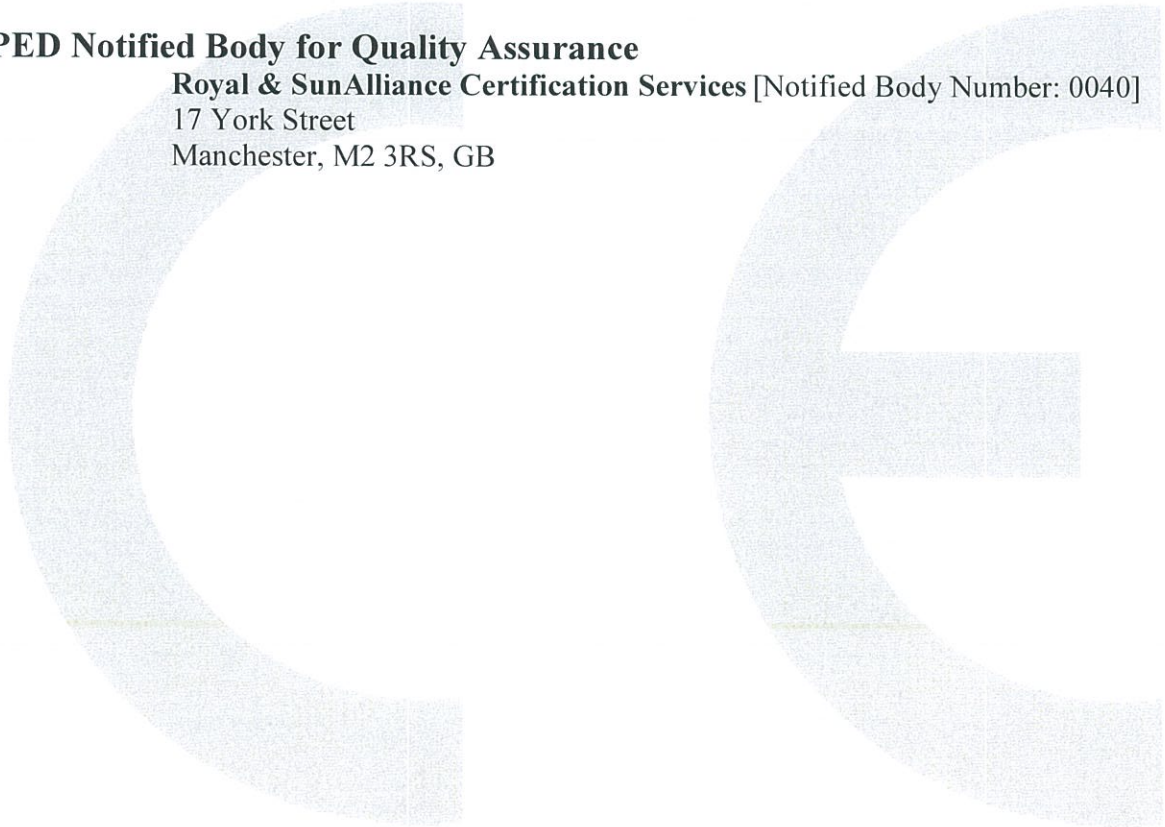 PED Notified Body for Quality Assurance
Royal & SunAlliance Certification Services [Notified Body Number: 0040]
17 York Street
Manchester, M2 3RS, GB
CE